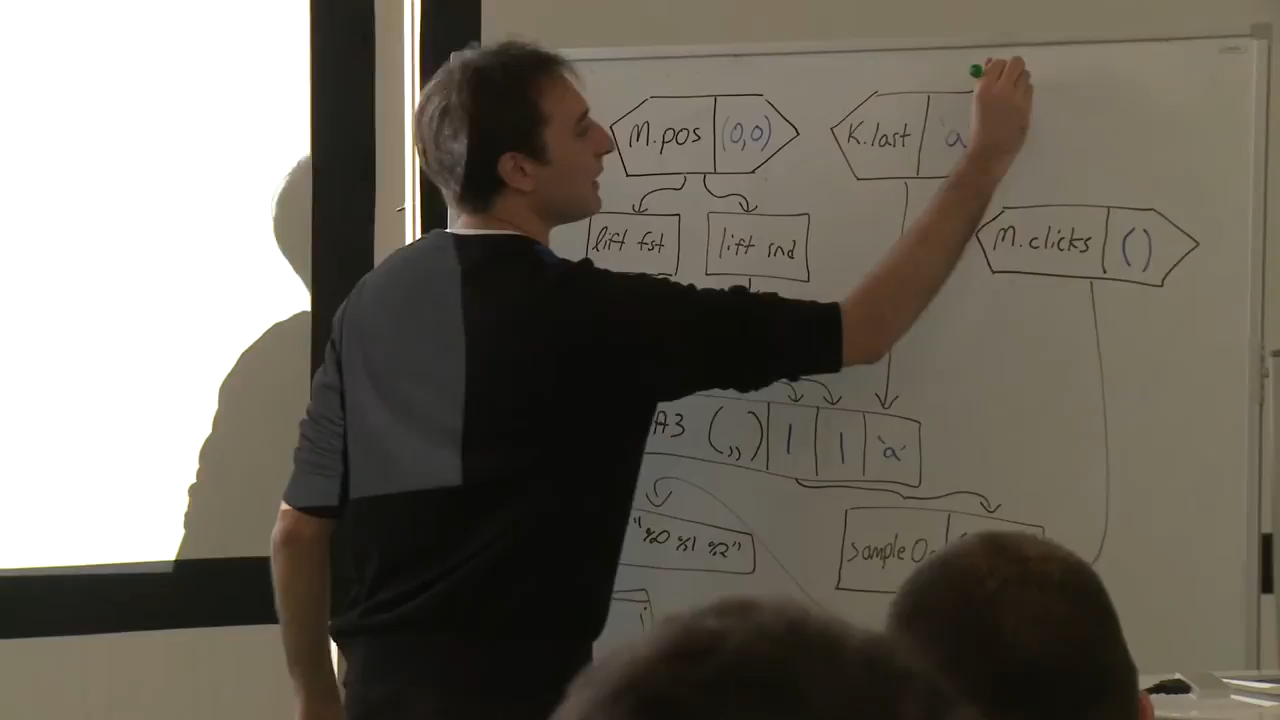 M.pos (0,0)
K.last 'a
lift fst
lift snd
M.clicks ()
A3 (,,) 1 1 'a'
"%0 %1 %2"
sample O